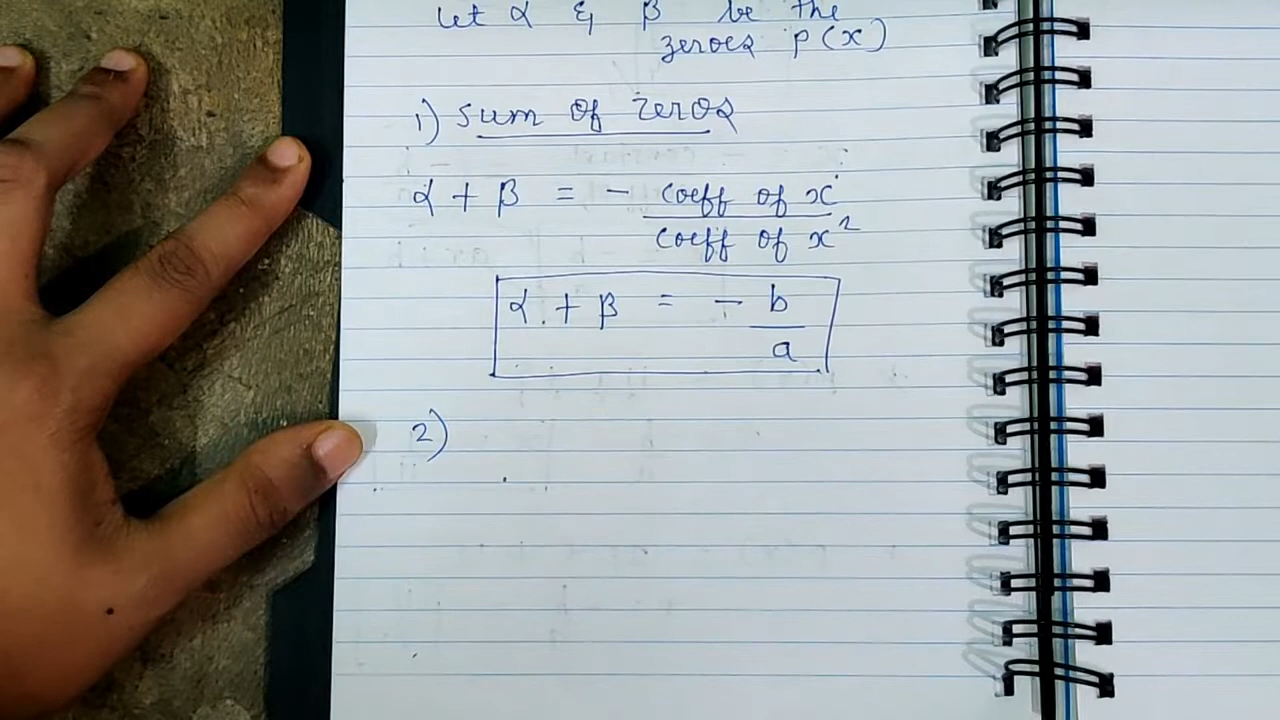 Let α & β be the
zeroes p(x)
1) Sum of zeros
α + β = - coeff of x
coeff of x²
α + β = - b
a
2)